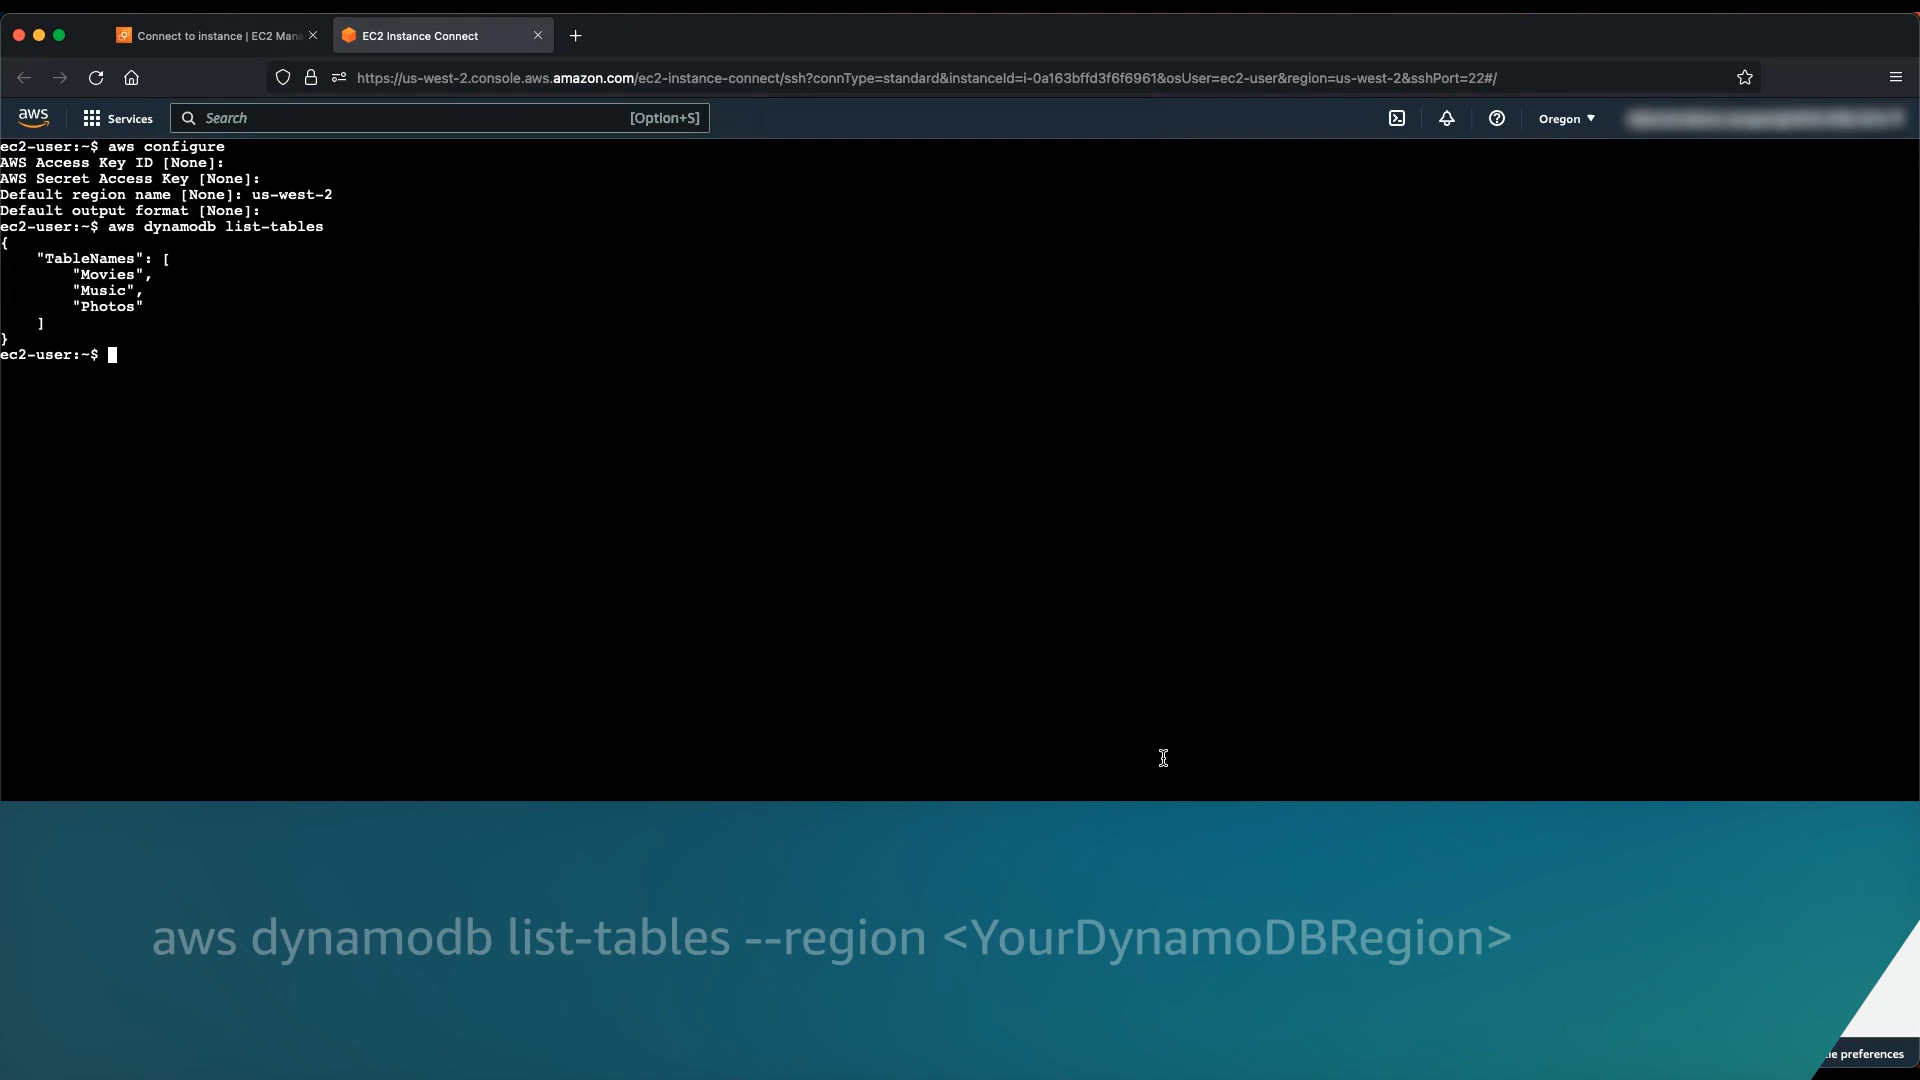 Connect to instance | EC2 Mana
EC2 Instance Connect
https://us-west-2.console.aws.amazon.com/ec2-instance-connect/ssh?connType=standard&instanceId=i-0a163bffd3f6f6961&osUser=ec2-user&region=us-west-2&sshPort=22#/
aws
Services
Search
[Option+S]
Oregon
ec2-user:~$ aws configure
AWS Access Key ID [None]:
AWS Secret Access Key [None]:
Default region name [None]: us-west-2
Default output format [None]:
ec2-user:~$ aws dynamodb list-tables
{
"TableNames": [
"Movies",
"Music",
"Photos"
]
}
ec2-user:~$
aws dynamodb list-tables --region <YourDynamoDBRegion>
preferences